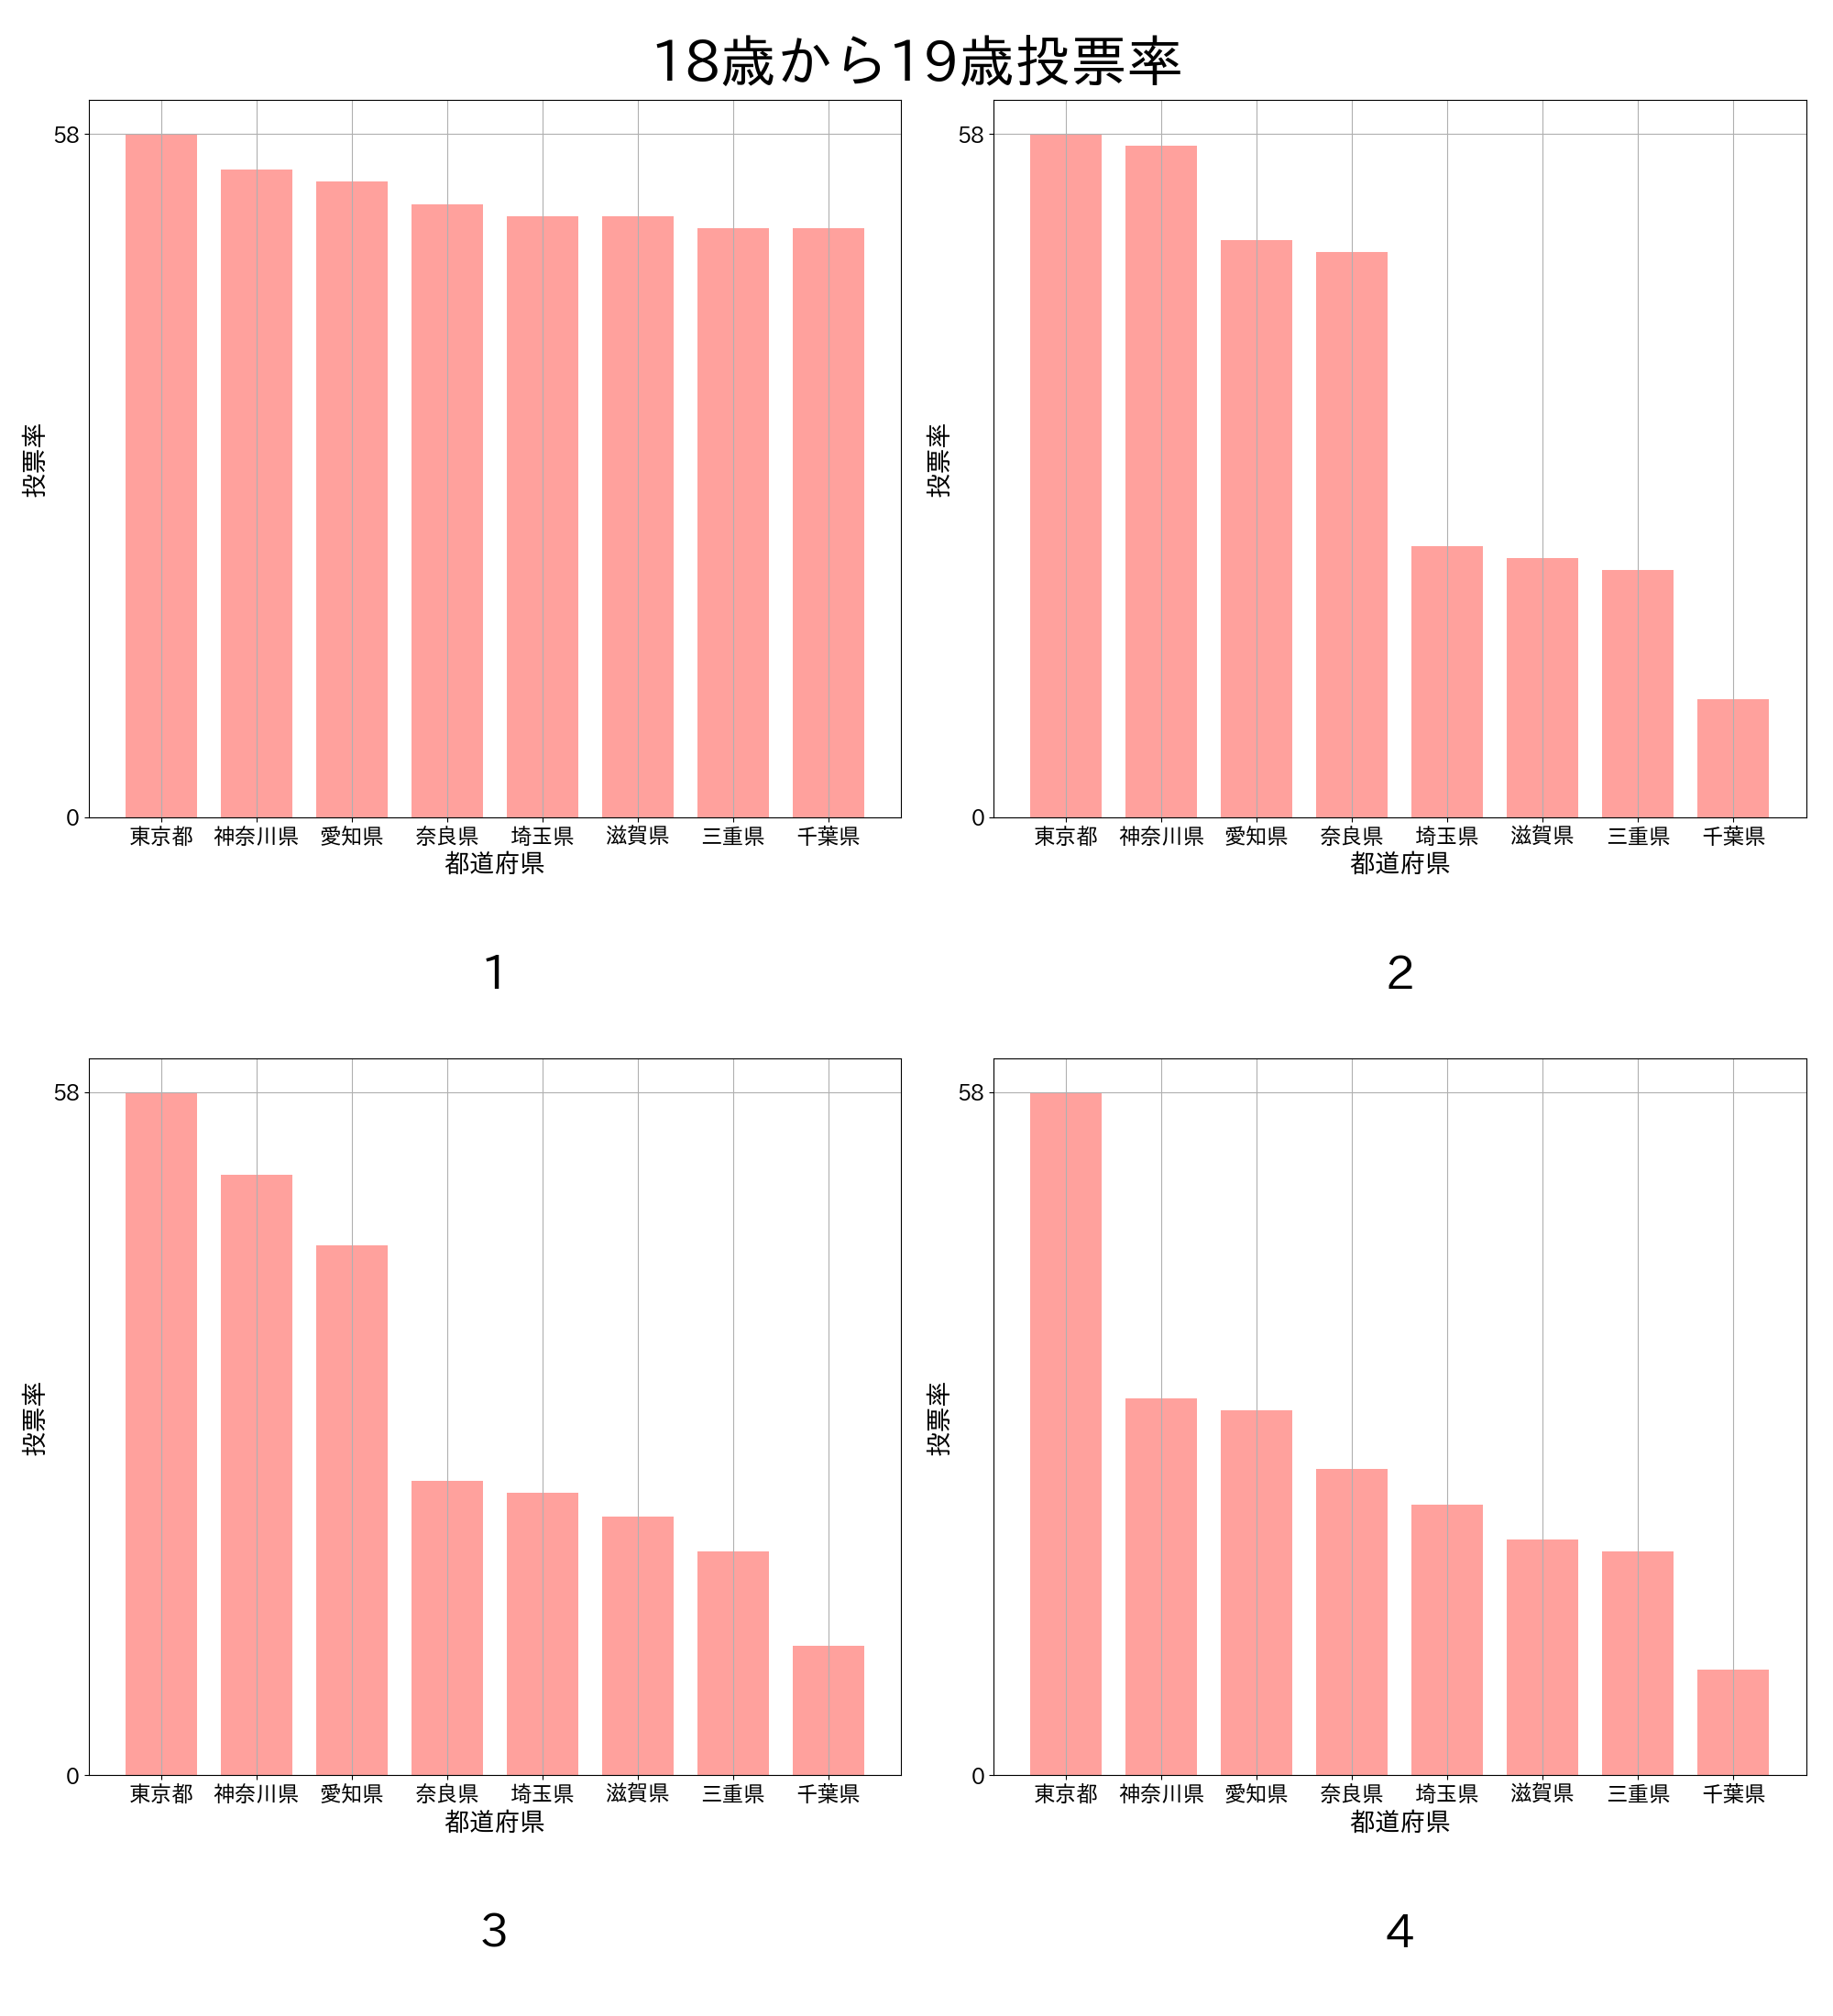 18歳から19歳投票率
58
0
投票率
東京都 神奈川県 愛知県 奈良県 埼玉県 滋賀県 三重県 千葉県
都道府県
1
58
0
投票率
東京都 神奈川県 愛知県 奈良県 埼玉県 滋賀県 三重県 千葉県
都道府県
2
58
0
投票率
東京都 神奈川県 愛知県 奈良県 埼玉県 滋賀県 三重県 千葉県
都道府県
3
58
0
投票率
東京都 神奈川県 愛知県 奈良県 埼玉県 滋賀県 三重県 千葉県
都道府県
4